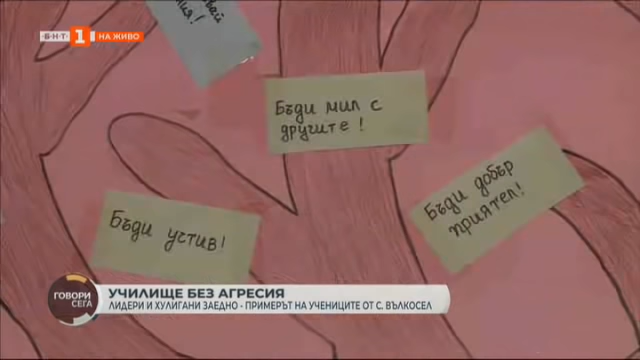 БНТ 1 НА ЖИВО
Бъди мил с
другите!
Бъди добър
приятел!
Бъди учтив!
ГОВОРИ
СЕГА
УЧИЛИЩЕ БЕЗ АГРЕСИЯ
ЛИДЕРИ И ХУЛИГАНИ ЗАЕДНО - ПРИМЕРЪТ НА УЧЕНИЦИТЕ ОТ С. ВЪЛКОСЕЛ